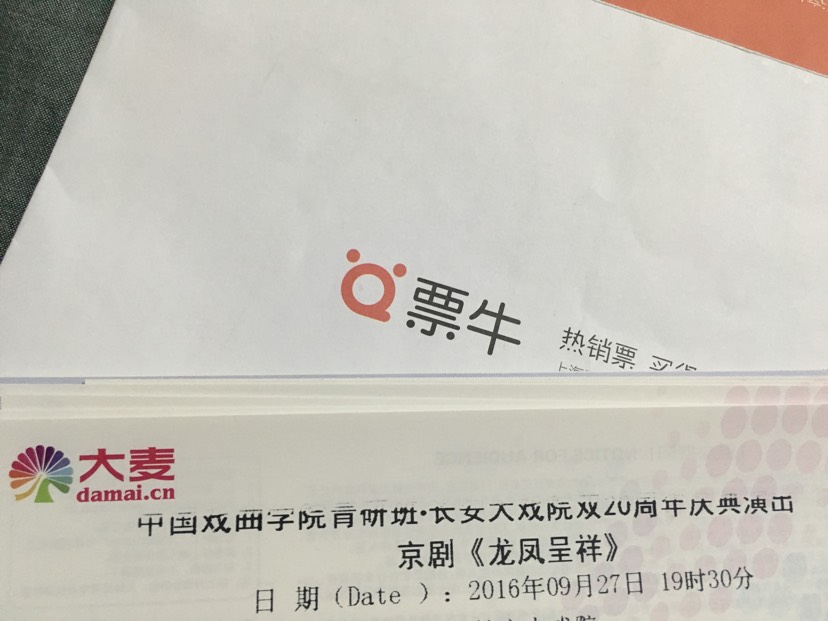 票牛
热销票
大麦
damai.cn
中国戏曲学院青研班·长安大戏院双20周年庆典演出
京剧《龙凤呈祥》
日 期（Date ）：2016年09月27日 19时30分